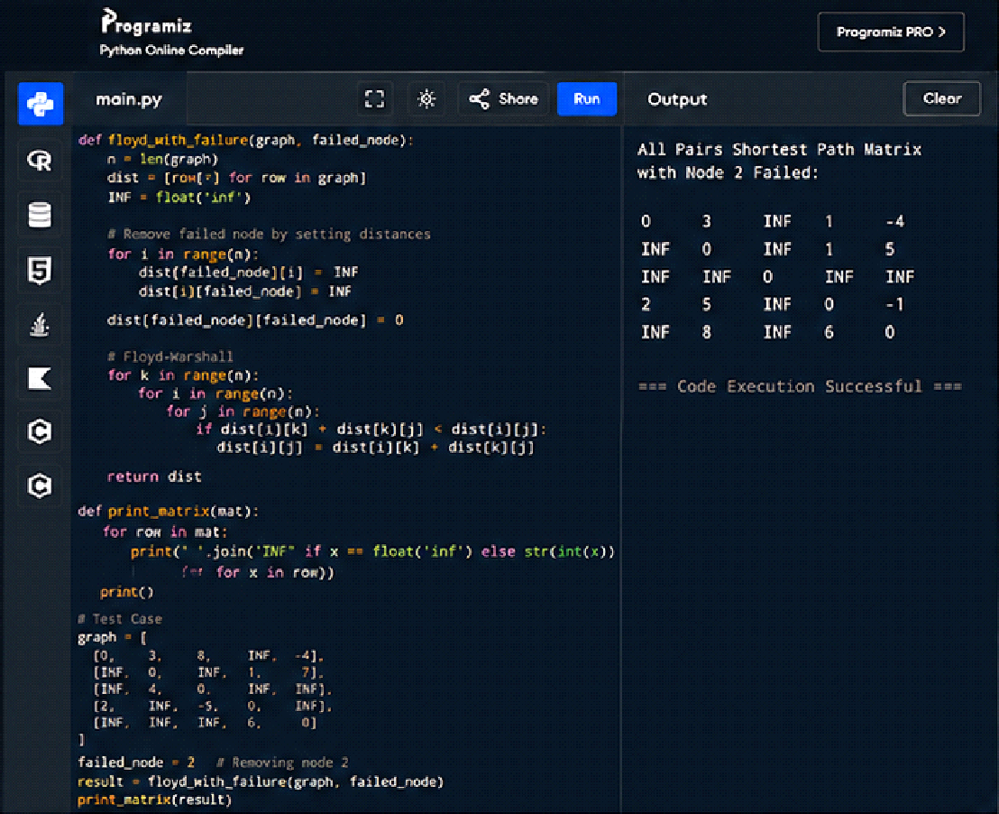 Programiz
Python Online Compiler
Programiz PRO >
main.py
Share
Run
Output
Clear
def floyd_with_failure(graph, failed_node):
    n = len(graph)
    dist = [row[ ] for row in graph]
    INF = float('inf')
    # Remove failed node by setting distances
    for i in range(n):
        dist[failed_node][i] = INF
        dist[i][failed_node] = INF
    dist[failed_node][failed_node] = 0
    # Floyd-Warshall
    for k in range(n):
        for i in range(n):
            for j in range(n):
                if dist[i][k] + dist[k][j] < dist[i][j]:
                    dist[i][j] = dist[i][k] + dist[k][j]
    return dist
def print_matrix(mat):
    for row in mat:
        print(" '.join('INF" if x == float('inf') else str(int(x))
            for x in row))
    print()
# Test Case
graph = [
[0, 3, 8, INF, -4],
[INF, 0, INF, 1, 7],
[INF, 4, 0, INF, INF],
[2, INF, -5, 0, INF],
[INF, INF, INF, 6, 0]
]
failed_node = 2 # Removing node 2
result = floyd_with_failure(graph, failed_node)
print_matrix(result)
All Pairs Shortest Path Matrix
with Node 2 Failed:
0 3 INF 1 -4
INF 0 INF 1 5
INF INF 0 INF INF
2 5 INF 0 -1
INF 8 INF 6 0
=== Code Execution Successful ===